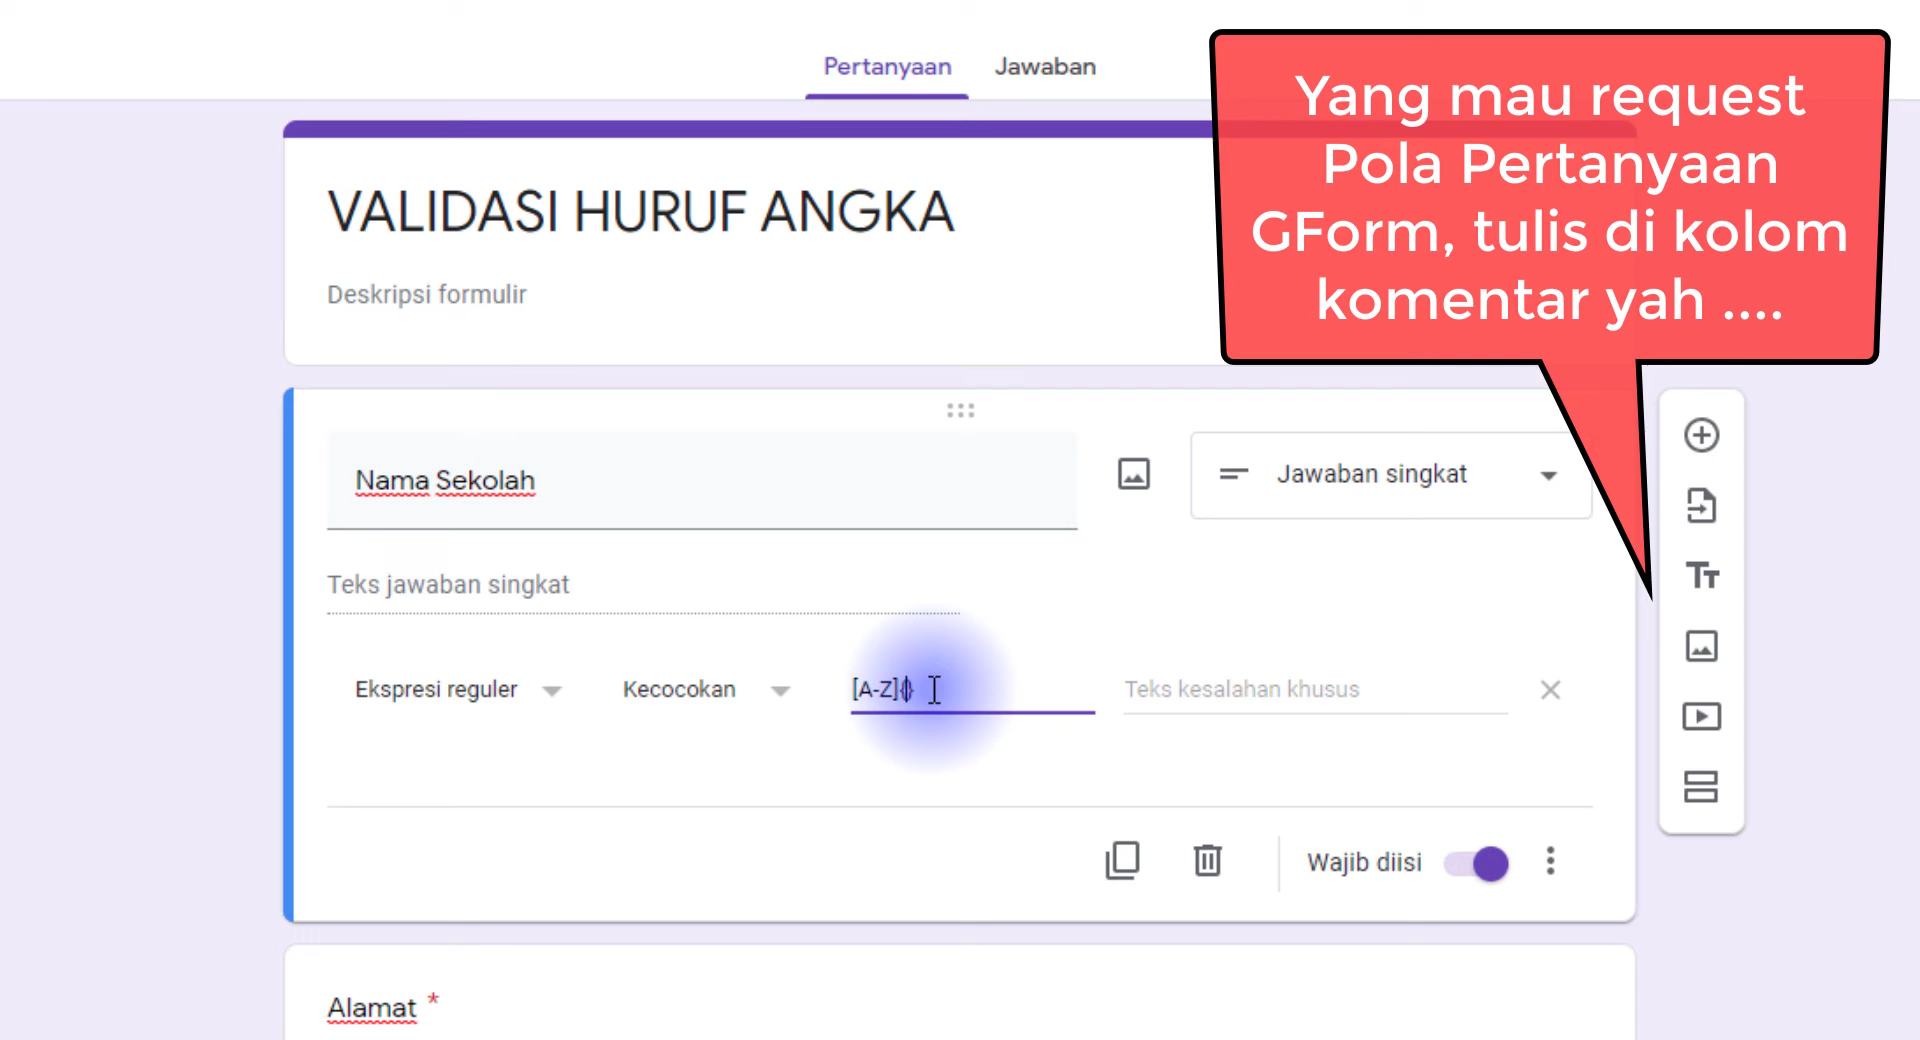 Pertanyaan Jawaban
Yang mau request
Pola Pertanyaan
GForm, tulis di kolom
komentar yah ....
VALIDASI HURUF ANGKA
Deskripsi formulir
Nama Sekolah
Jawaban singkat
Teks jawaban singkat
Ekspresi reguler Kecocokan [A-Z]{} Teks kesalahan khusus
Wajib diisi
Alamat *